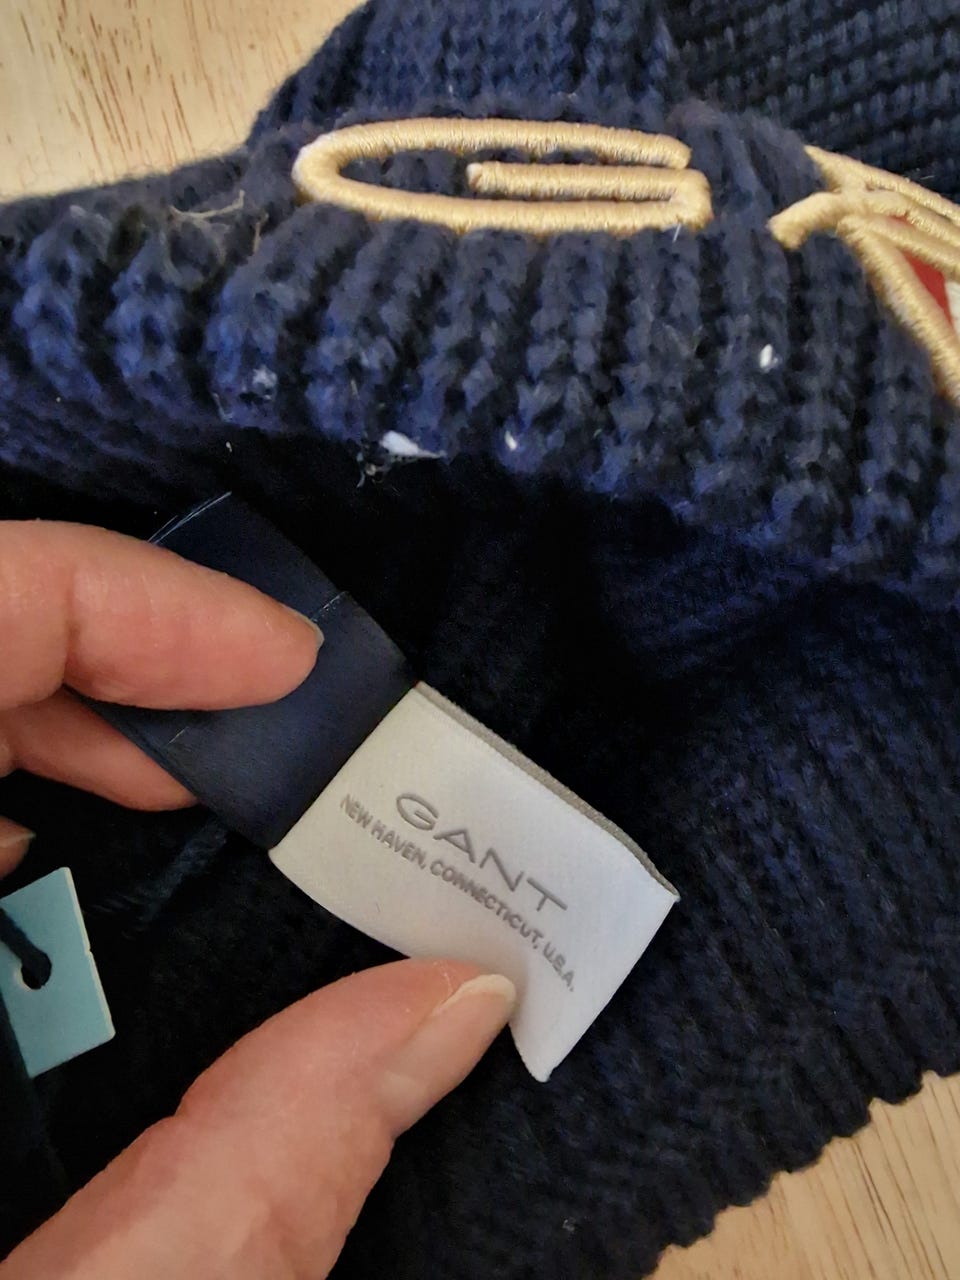 G
GANT
NEW HAVEN, CONNECTICUT, U.S.A.